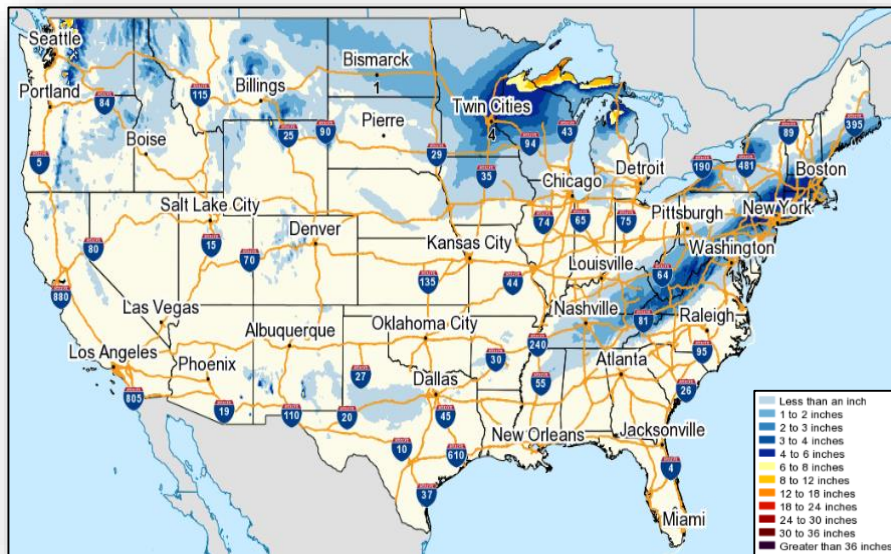 Seattle
Portland
84
5
Boise
115
Billings
25
90
Bismarck
1
Pierre
29
Twin Cities
4
94
43
35
Chicago
Detroit
190
481
89
395
Boston
New York
Pittsburgh
Washington
Salt Lake City
80
15
880
Denver
70
Kansas City
135
44
74
65
75
Louisville
64
81
Raleigh
95
Nashville
240
Las Vegas
Los Angeles
805
Phoenix
19
Albuquerque
110
Oklahoma City
27
30
20
Dallas
45
10
610
37
55
Atlanta
26
New Orleans
Jacksonville
4
Miami
Less than an inch
1 to 2 inches
2 to 3 inches
3 to 4 inches
4 to 6 inches
6 to 8 inches
8 to 12 inches
12 to 18 inches
18 to 24 inches
24 to 30 inches
30 to 36 inches
Greater than 36 inches